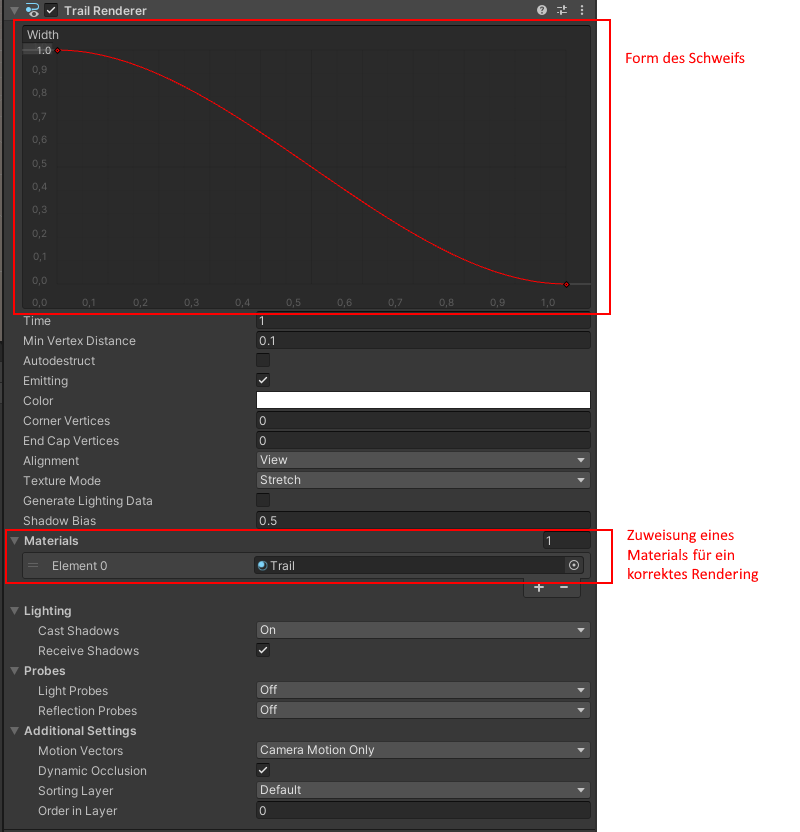 Trail Renderer
Width
1.0
0,9
0,8
0,7
0,6
0,5
0,4
0,3
0,2
0,1
0,0
0,0 0,1 0,2 0,3 0,4 0,5 0,6 0,7 0,8 0,9 1,0
Form des Schweifs
Time 1
Min Vertex Distance 0.1
Autodestruct
Emitting
Color
Corner Vertices 0
End Cap Vertices 0
Alignment View
Texture Mode Stretch
Generate Lighting Data
Shadow Bias 0.5
Materials 1
Element 0 Trail
Zuweisung eines
Materials für ein
korrektes Rendering
Lighting
Cast Shadows On
Receive Shadows
Probes
Light Probes Off
Reflection Probes Off
Additional Settings
Motion Vectors Camera Motion Only
Dynamic Occlusion
Sorting Layer Default
Order in Layer 0